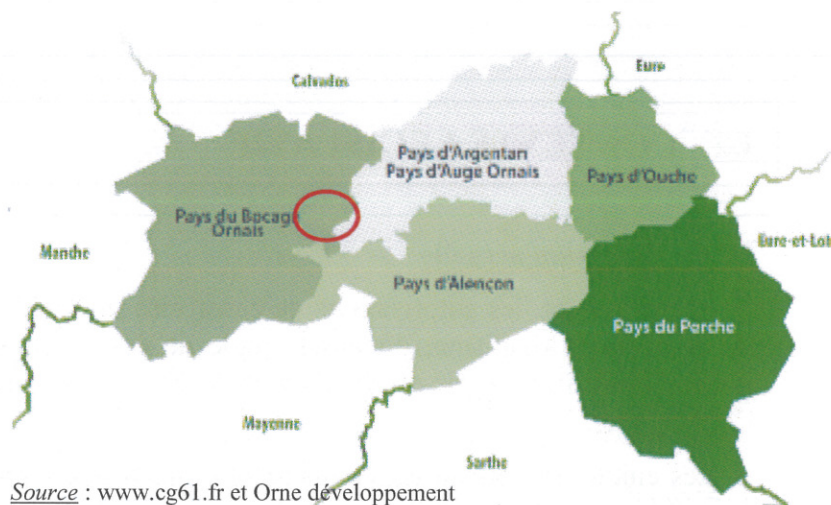 Calvados
Eure
Pays d'Argentan
Pays d'Auge Ornais
Pays d'Ouche
Pays du Bocage
Ornais
Manche
Eure-et-Loi
Pays d'Alençon
Pays du Perche
Mayenne
Sarthe
Source : www.cg61.fr et Orne développement